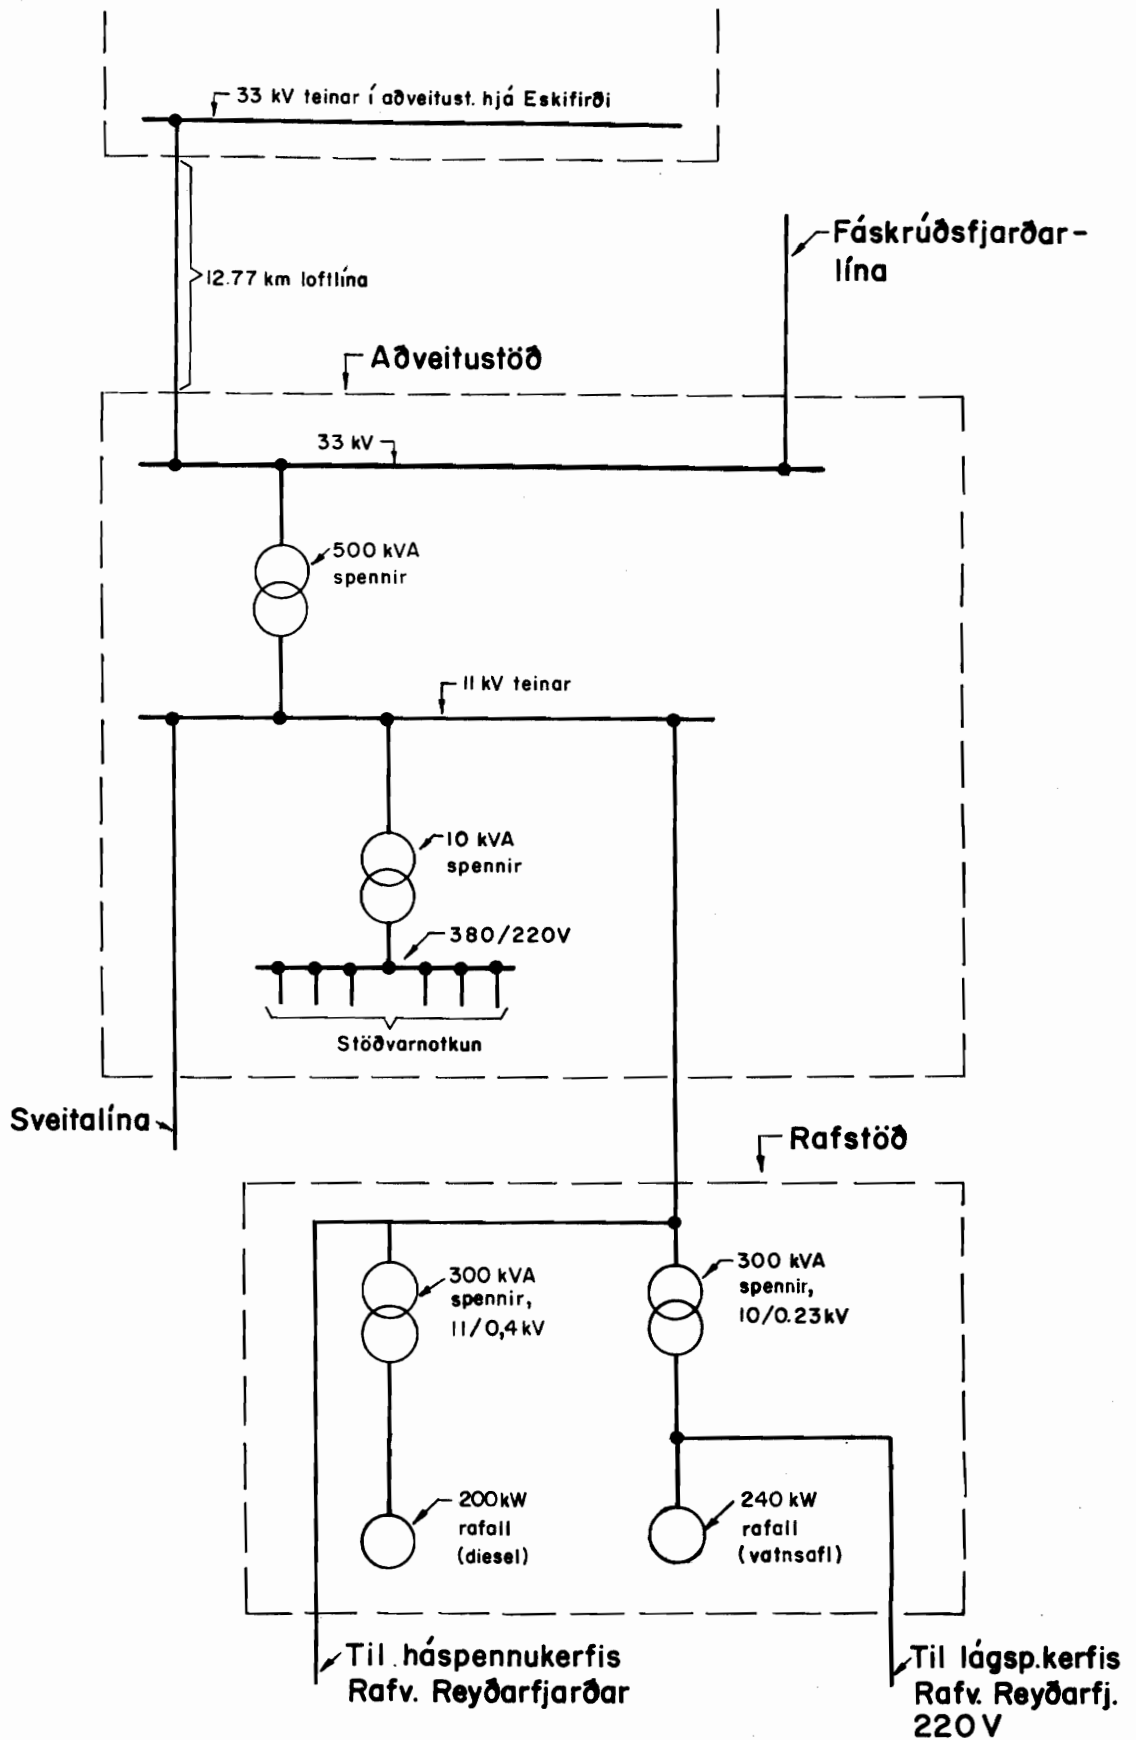 33 kV teinar í aðveitust. hjá Eskifirði
Fáskrúðsfjarðar-
lína
12.77 km loftlína
Aðveitustöð
33 kV
500 kVA
spennir
11 kV teinar
10 kVA
spennir
380/220V
Stöðvarnotkun
Sveitalína
Rafstöð
300 kVA
spennir,
11/0,4 kV
300 kVA
spennir,
10/0.23 kV
200 kW
rafall
(diesel)
240 kW
rafall
(vatnsafl)
Til háspennukerfis
Rafv. Reyðarfjarðar
Til lágsp.kerfis
Rafv. Reyðarfj.
220 V